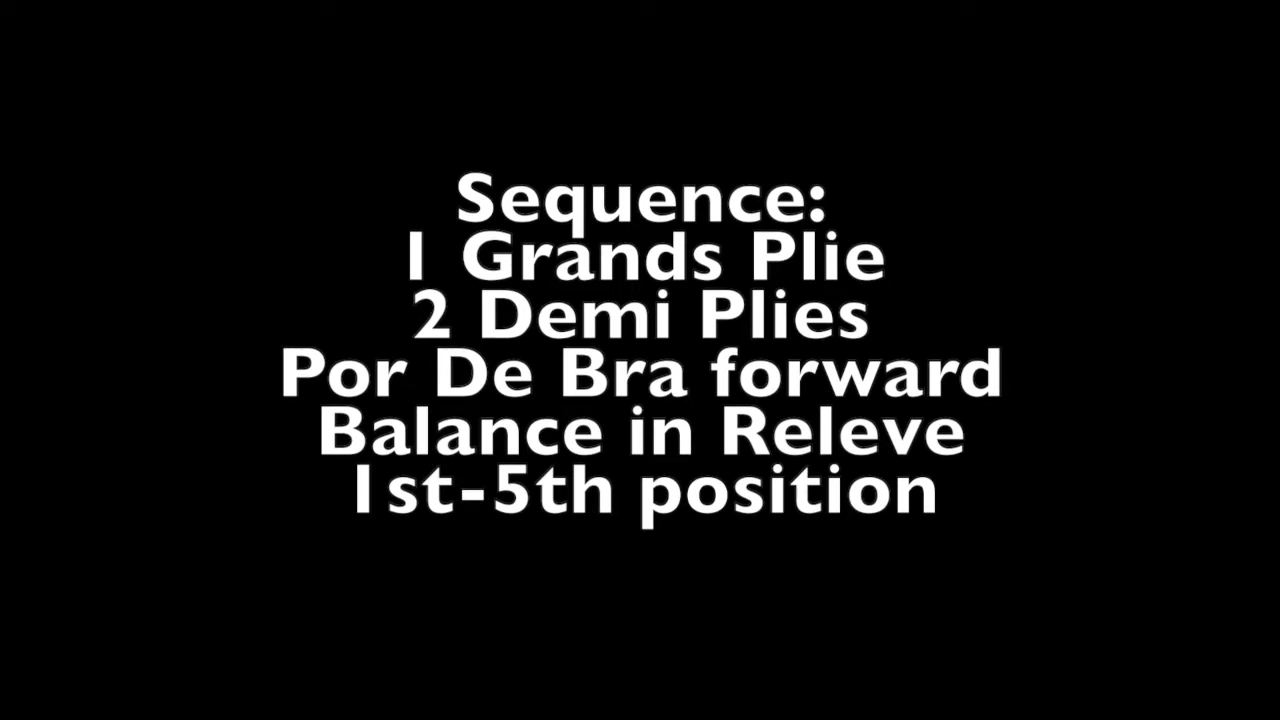 Sequence:
1 Grands Plie
2 Demi Plies
Por De Bra forward
Balance in Releve
1st-5th position